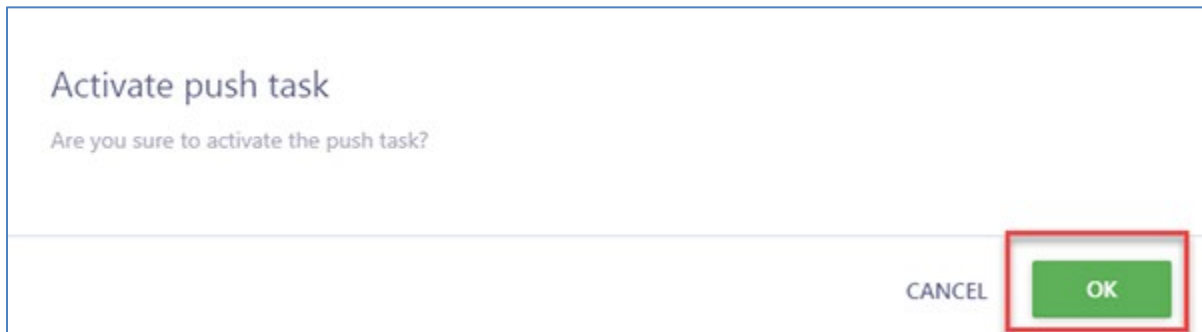 Activate push task
Are you sure to activate the push task?
CANCEL OK